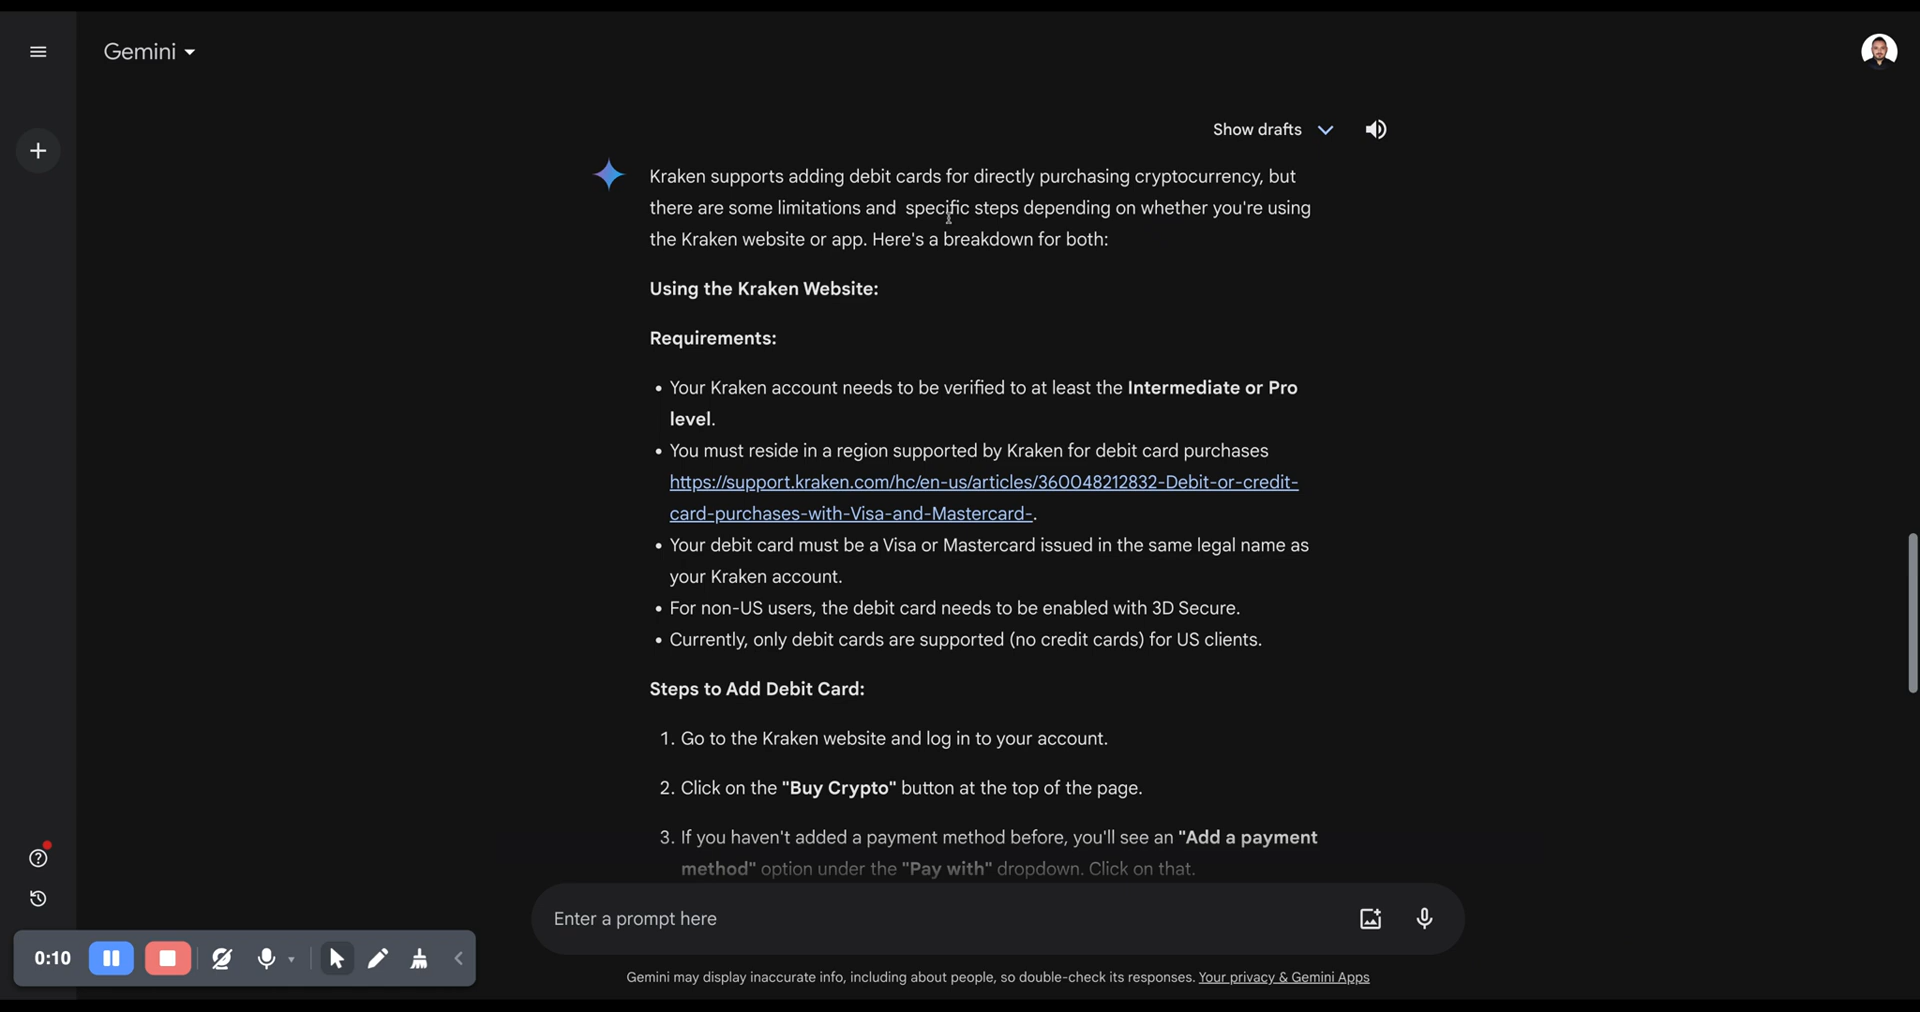 Gemini
Show drafts
Kraken supports adding debit cards for directly purchasing cryptocurrency, but
there are some limitations and specific steps depending on whether you're using
the Kraken website or app. Here's a breakdown for both:
Using the Kraken Website:
Requirements:
• Your Kraken account needs to be verified to at least the Intermediate or Pro
level.
• You must reside in a region supported by Kraken for debit card purchases
https://support.kraken.com/hc/en-us/articles/360048212832-Debit-or-credit-
card-purchases-with-Visa-and-Mastercard-.
• Your debit card must be a Visa or Mastercard issued in the same legal name as
your Kraken account.
• For non-US users, the debit card needs to be enabled with 3D Secure.
• Currently, only debit cards are supported (no credit cards) for US clients.
Steps to Add Debit Card:
1. Go to the Kraken website and log in to your account.
2. Click on the "Buy Crypto" button at the top of the page.
3. If you haven't added a payment method before, you'll see an "Add a payment
method" option under the "Pay with" dropdown. Click on that.
Enter a prompt here
0:10
Gemini may display inaccurate info, including about people, so double-check its responses. Your privacy & Gemini Apps